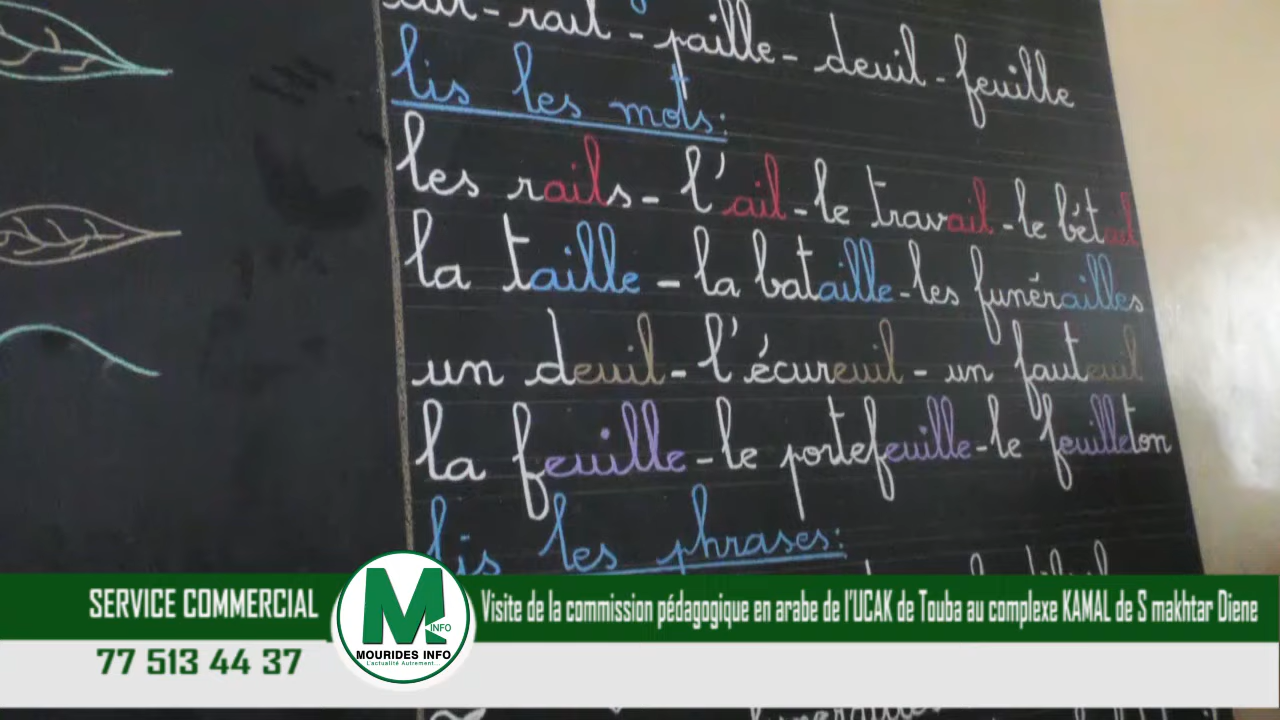 rail - paille - deuil - feuille
lis les mots:
les rails - l'ail - le travail - le bétail
la taille - la bataille - les funérailles
un deuil - l'écureuil - un fauteuil
la feuille - le portefeuille - le feuilleton
lis les phrases:
SERVICE COMMERCIAL
77 513 44 37
M INFO
MOURIDES INFO
L'actualité Autrement...
Visite de la commission pédagogique en arabe de l'UCAK de Touba au complexe KAMAL de S makhtar Diene